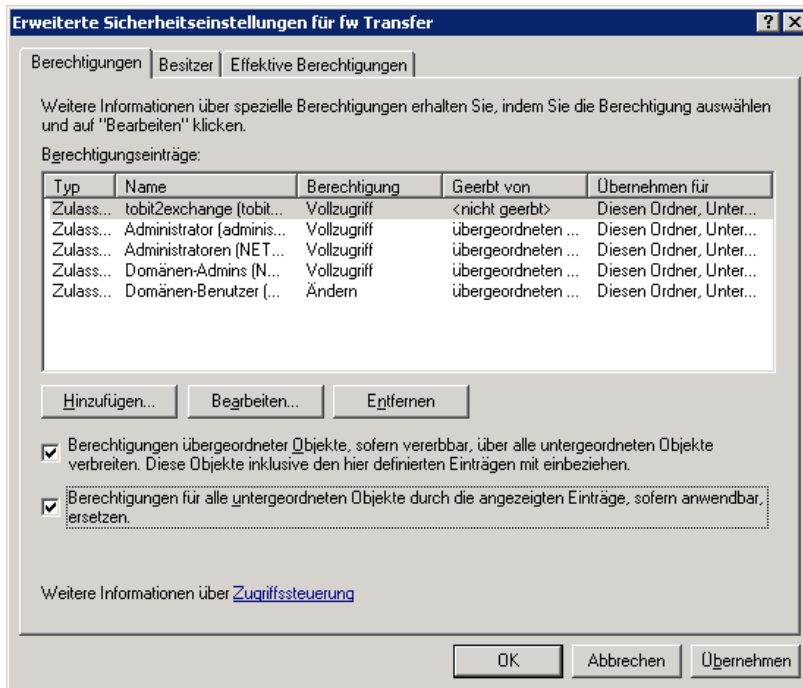 Erweiterte Sicherheitseinstellungen für fw Transfer
Berechtigungen Besitzer Effektive Berechtigungen
Weitere Informationen über spezielle Berechtigungen erhalten Sie, indem Sie die Berechtigung auswählen
und auf "Bearbeiten" klicken.
Berechtigungseinträge:
Typ Name Berechtigung Geerbt von Übernehmen für
Zulass... tobit2exchange (tobit... Vollzugriff <nicht geerbt> Diesen Ordner, Unter...
Zulass... Administrator (adminis... Vollzugriff übergeordneten ... Diesen Ordner, Unter...
Zulass... Administratoren (NET... Vollzugriff übergeordneten ... Diesen Ordner, Unter...
Zulass... Domänen-Admins (N... Vollzugriff übergeordneten ... Diesen Ordner, Unter...
Zulass... Domänen-Benutzer (... Ändern übergeordneten ... Diesen Ordner, Unter...
Hinzufügen... Bearbeiten... Entfernen
Berechtigungen übergeordneter Objekte, sofern vererbbar, über alle untergeordneten Objekte
verbreiten. Diese Objekte inklusive den hier definierten Einträgen mit einbeziehen.
Berechtigungen für alle untergeordneten Objekte durch die angezeigten Einträge, sofern anwendbar,
ersetzen.
Weitere Informationen über Zugriffssteuerung
OK Abbrechen Übernehmen